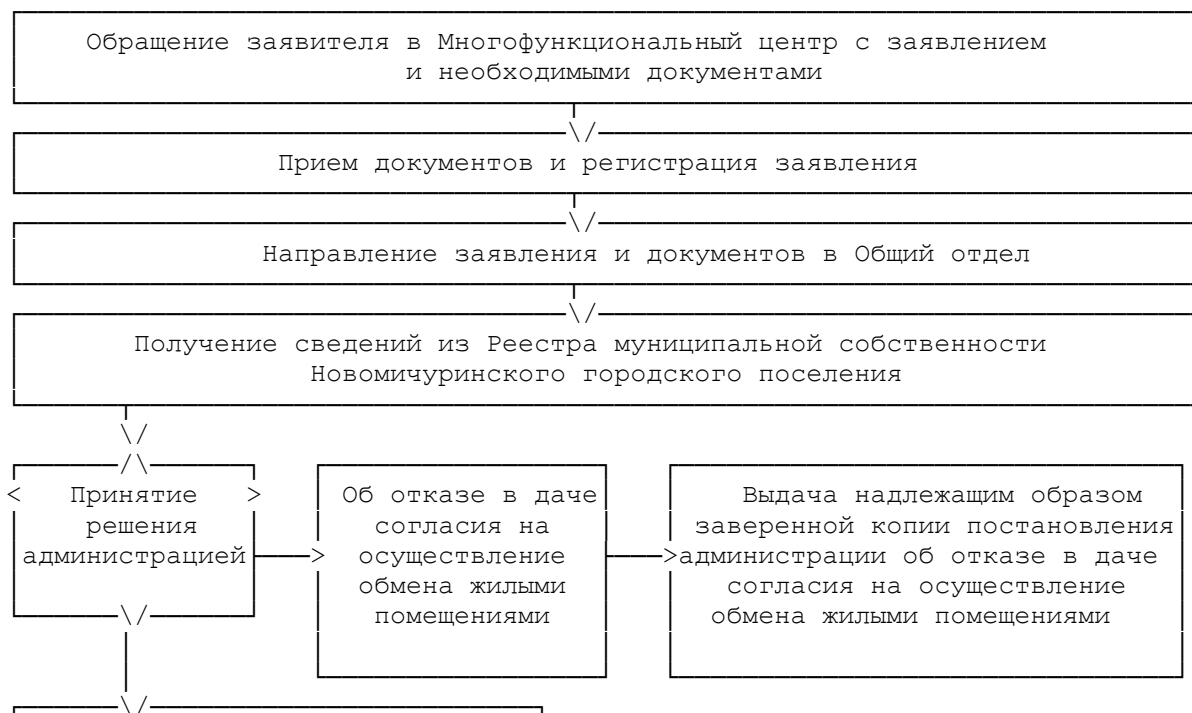 Обращение заявителя в Многофункциональный центр с заявлением
и необходимыми документами
Прием документов и регистрация заявления
Направление заявления и документов в Общий отдел
Получение сведений из Реестра муниципальной собственности
Новомичуринского городского поселения
Принятие
решения
администрацией
Об отказе в даче
согласия на
осуществление
обмена жилыми
помещениями
Выдача надлежащим образом
заверенной копии постановления
администрации об отказе в даче
согласия на осуществление
обмена жилыми помещениями